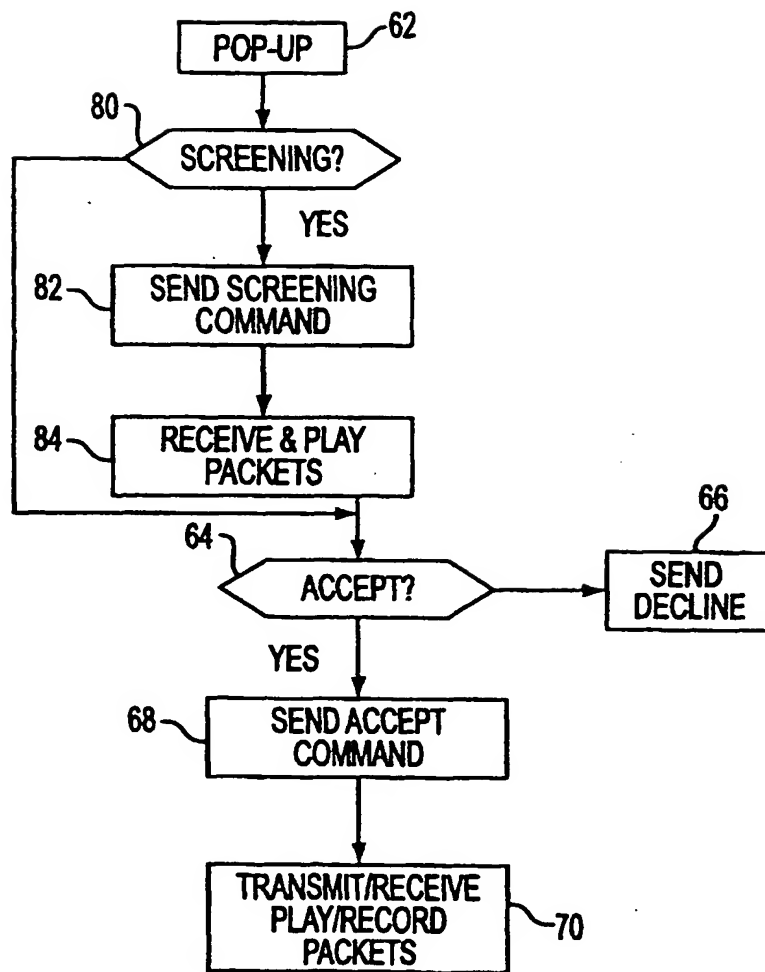 POP-UP
62
80
SCREENING?
YES
82
SEND SCREENING
COMMAND
84
RECEIVE & PLAY
PACKETS
64
ACCEPT?
66
SEND
DECLINE
YES
68
SEND ACCEPT
COMMAND
TRANSMIT/RECEIVE
PLAY/RECORD
PACKETS
70